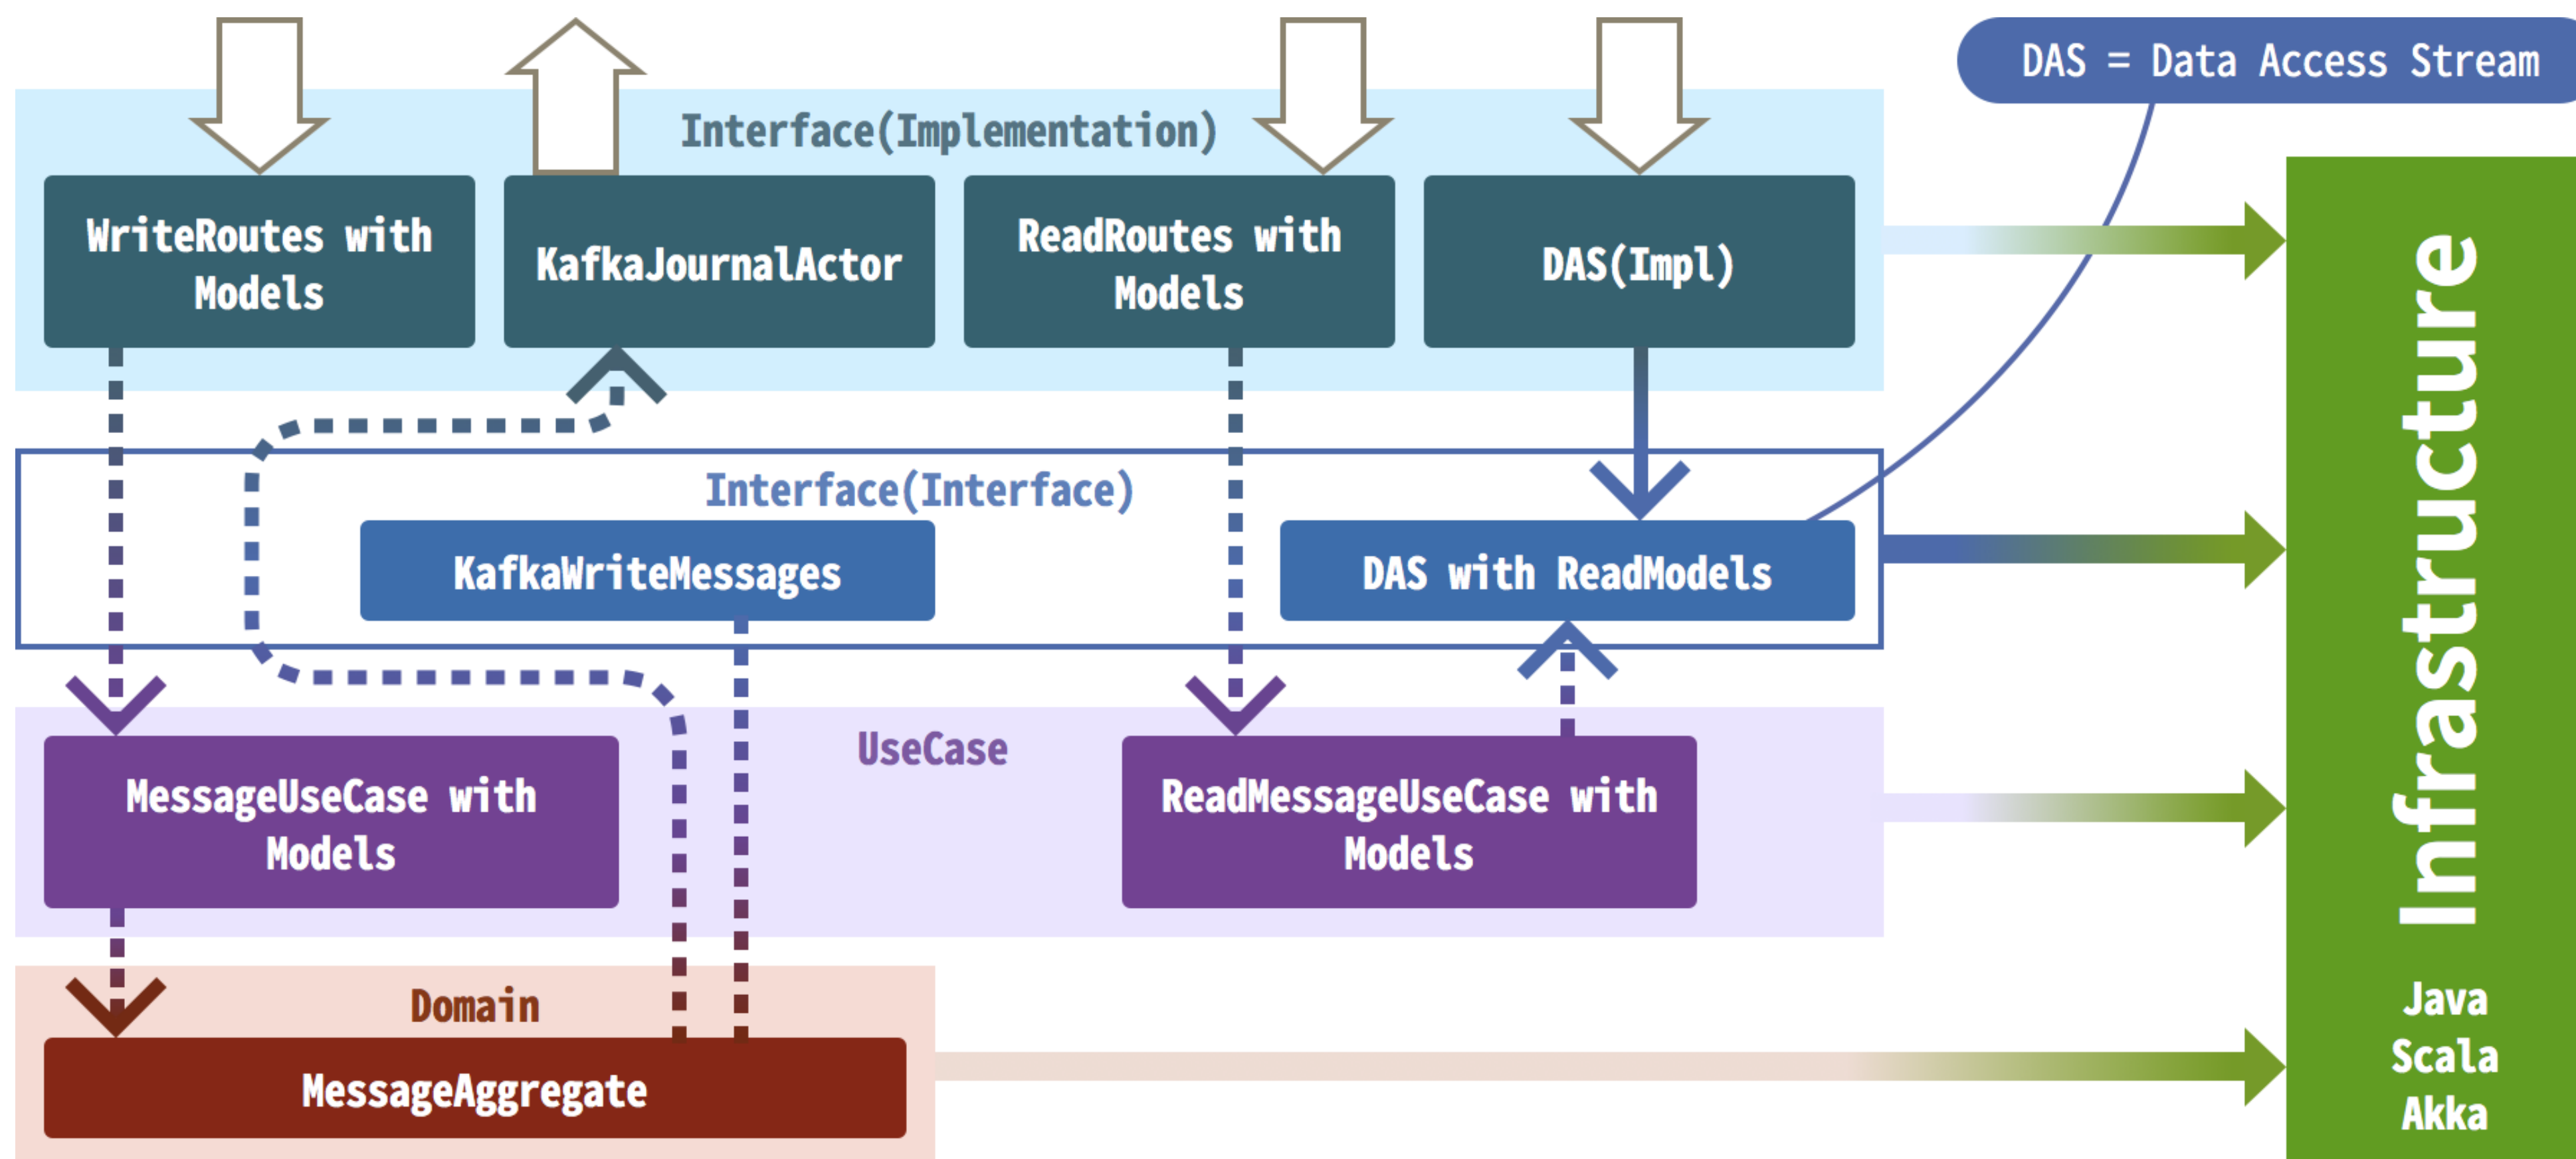 DAS = Data Access Stream
Interface(Implementation)
WriteRoutes with
Models
KafkaJournalActor
ReadRoutes with
Models
DAS(Impl)
Interface(Interface)
KafkaWriteMessages
DAS with ReadModels
UseCase
MessageUseCase with
Models
ReadMessageUseCase with
Models
Domain
MessageAggregate
Infrastructure
Java
Scala
Akka